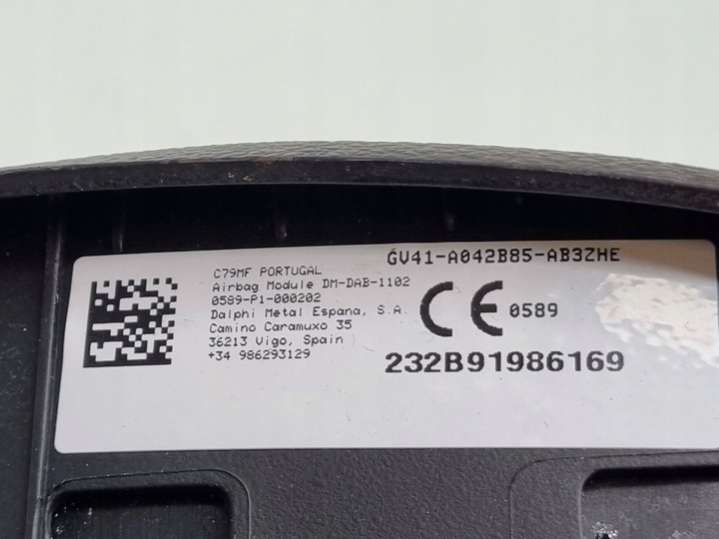 C79MF PORTUGAL
Airbag Module DM-DAB-1102
0589-P1-000202
Dalphi Metal Espana, S.A.
Camino Caramuxo 35
36213 Vigo, Spain
+34 986293129
GV41-A042B85-AB3ZHE
CE 0589
232B91986169